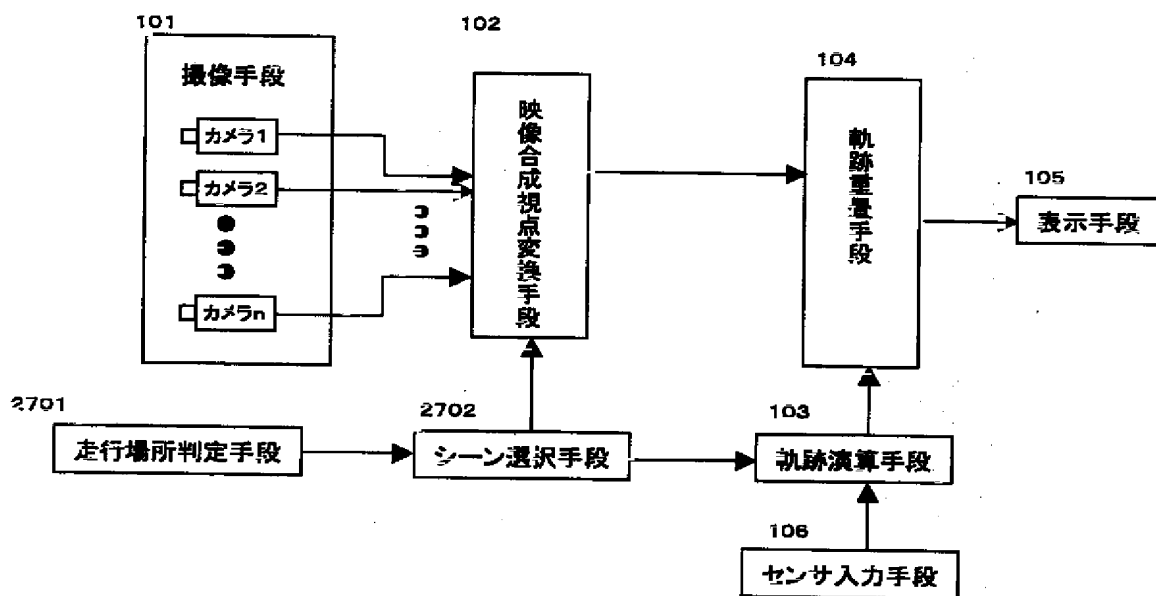 101
撮像手段
カメラ1
カメラ2
カメラn
102
映像合成視点変換手段
104
軌跡重畳手段
105
表示手段
2701
走行場所判定手段
2702
シーン選択手段
103
軌跡演算手段
106
センサ入力手段